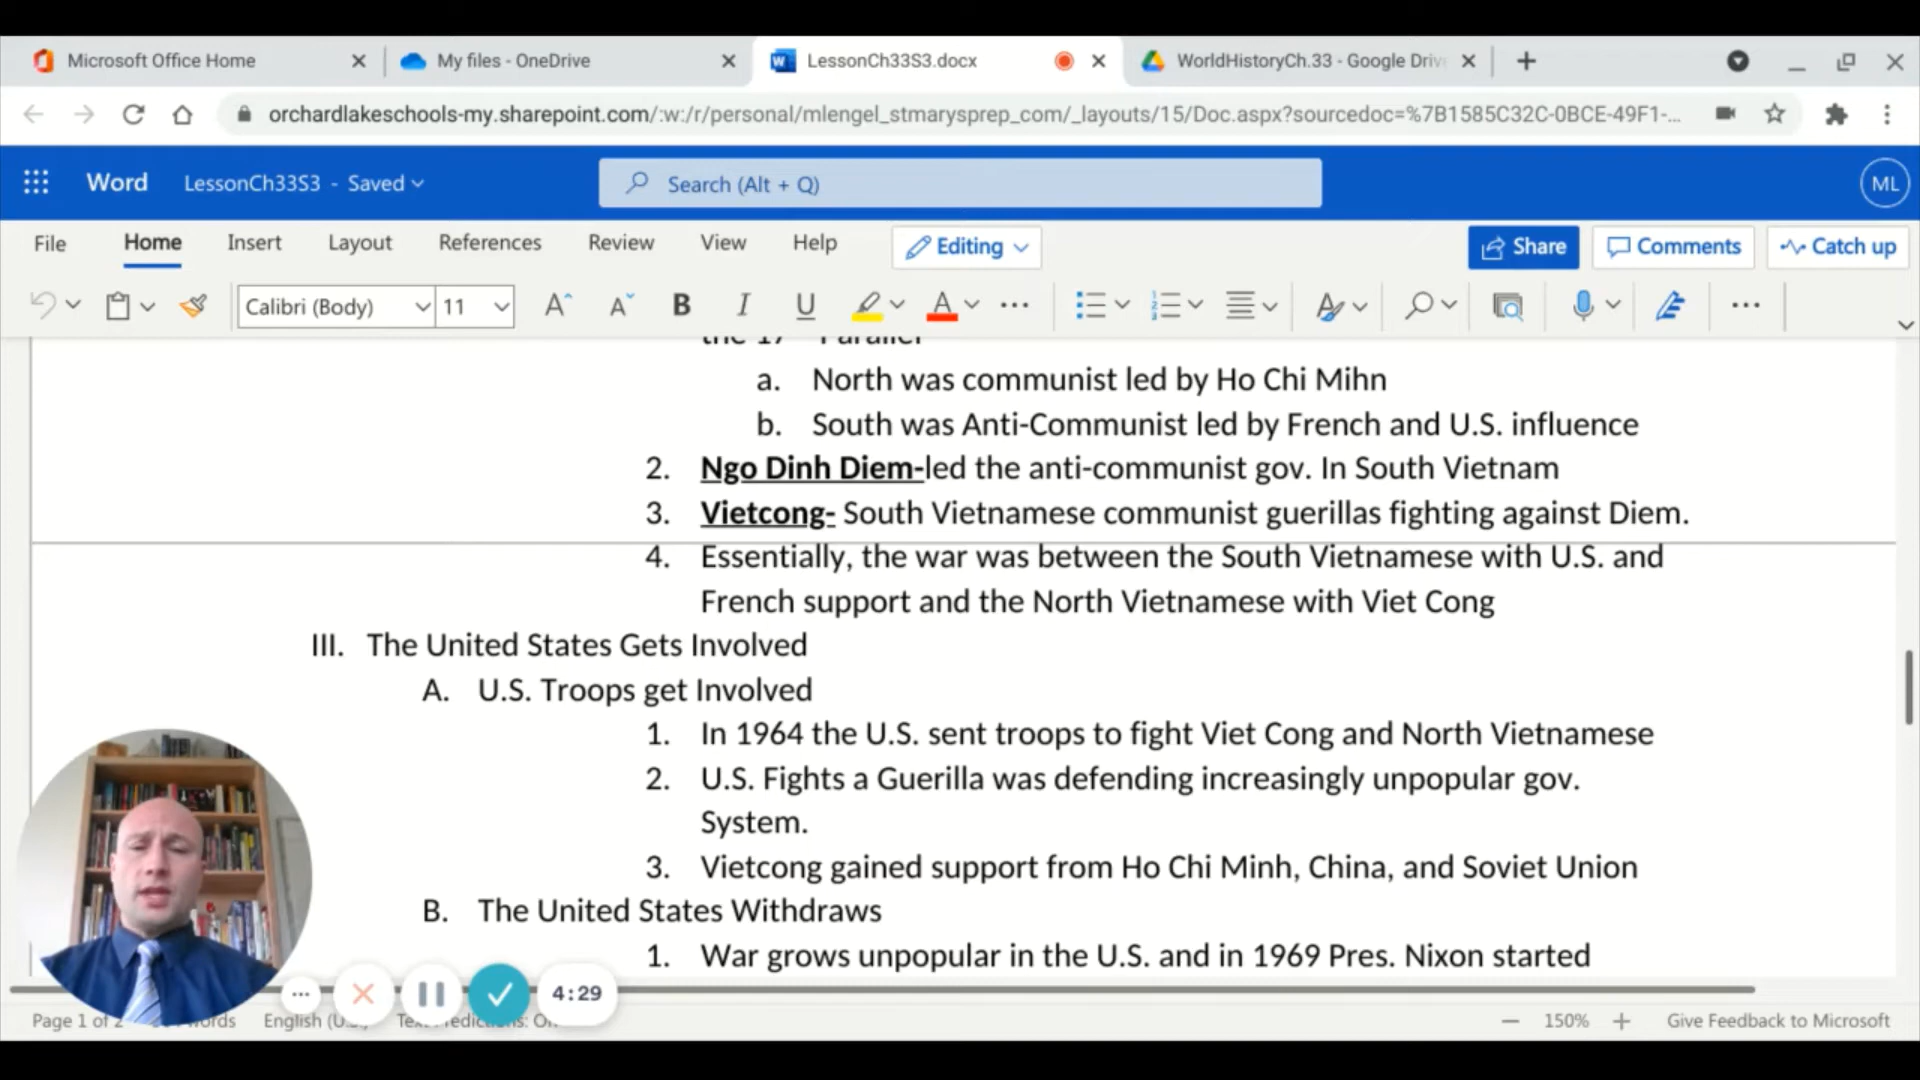 Microsoft Office Home
My files - OneDrive
LessonCh33S3.docx
WorldHistoryCh.33 - Google Driv
orchardlakeschools-my.sharepoint.com/:w:/r/personal/mlengel_stmarysprep_com/_layouts/15/Doc.aspx?sourcedoc=%7B1585C32C-0BCE-49F1-...
Word LessonCh33S3 - Saved
Search (Alt + Q)
ML
File Home Insert Layout References Review View Help Editing Share Comments Catch up
Calibri (Body) 11
the 17 Parallel
a. North was communist led by Ho Chi Mihn
b. South was Anti-Communist led by French and U.S. influence
2. Ngo Dinh Diem-led the anti-communist gov. In South Vietnam
3. Vietcong- South Vietnamese communist guerillas fighting against Diem.
4. Essentially, the war was between the South Vietnamese with U.S. and
French support and the North Vietnamese with Viet Cong
III. The United States Gets Involved
A. U.S. Troops get Involved
1. In 1964 the U.S. sent troops to fight Viet Cong and North Vietnamese
2. U.S. Fights a Guerilla was defending increasingly unpopular gov.
System.
3. Vietcong gained support from Ho Chi Minh, China, and Soviet Union
B. The United States Withdraws
1. War grows unpopular in the U.S. and in 1969 Pres. Nixon started
4:29
Page 1 of 2 words English (U. Predictions: O
150% Give Feedback to Microsoft